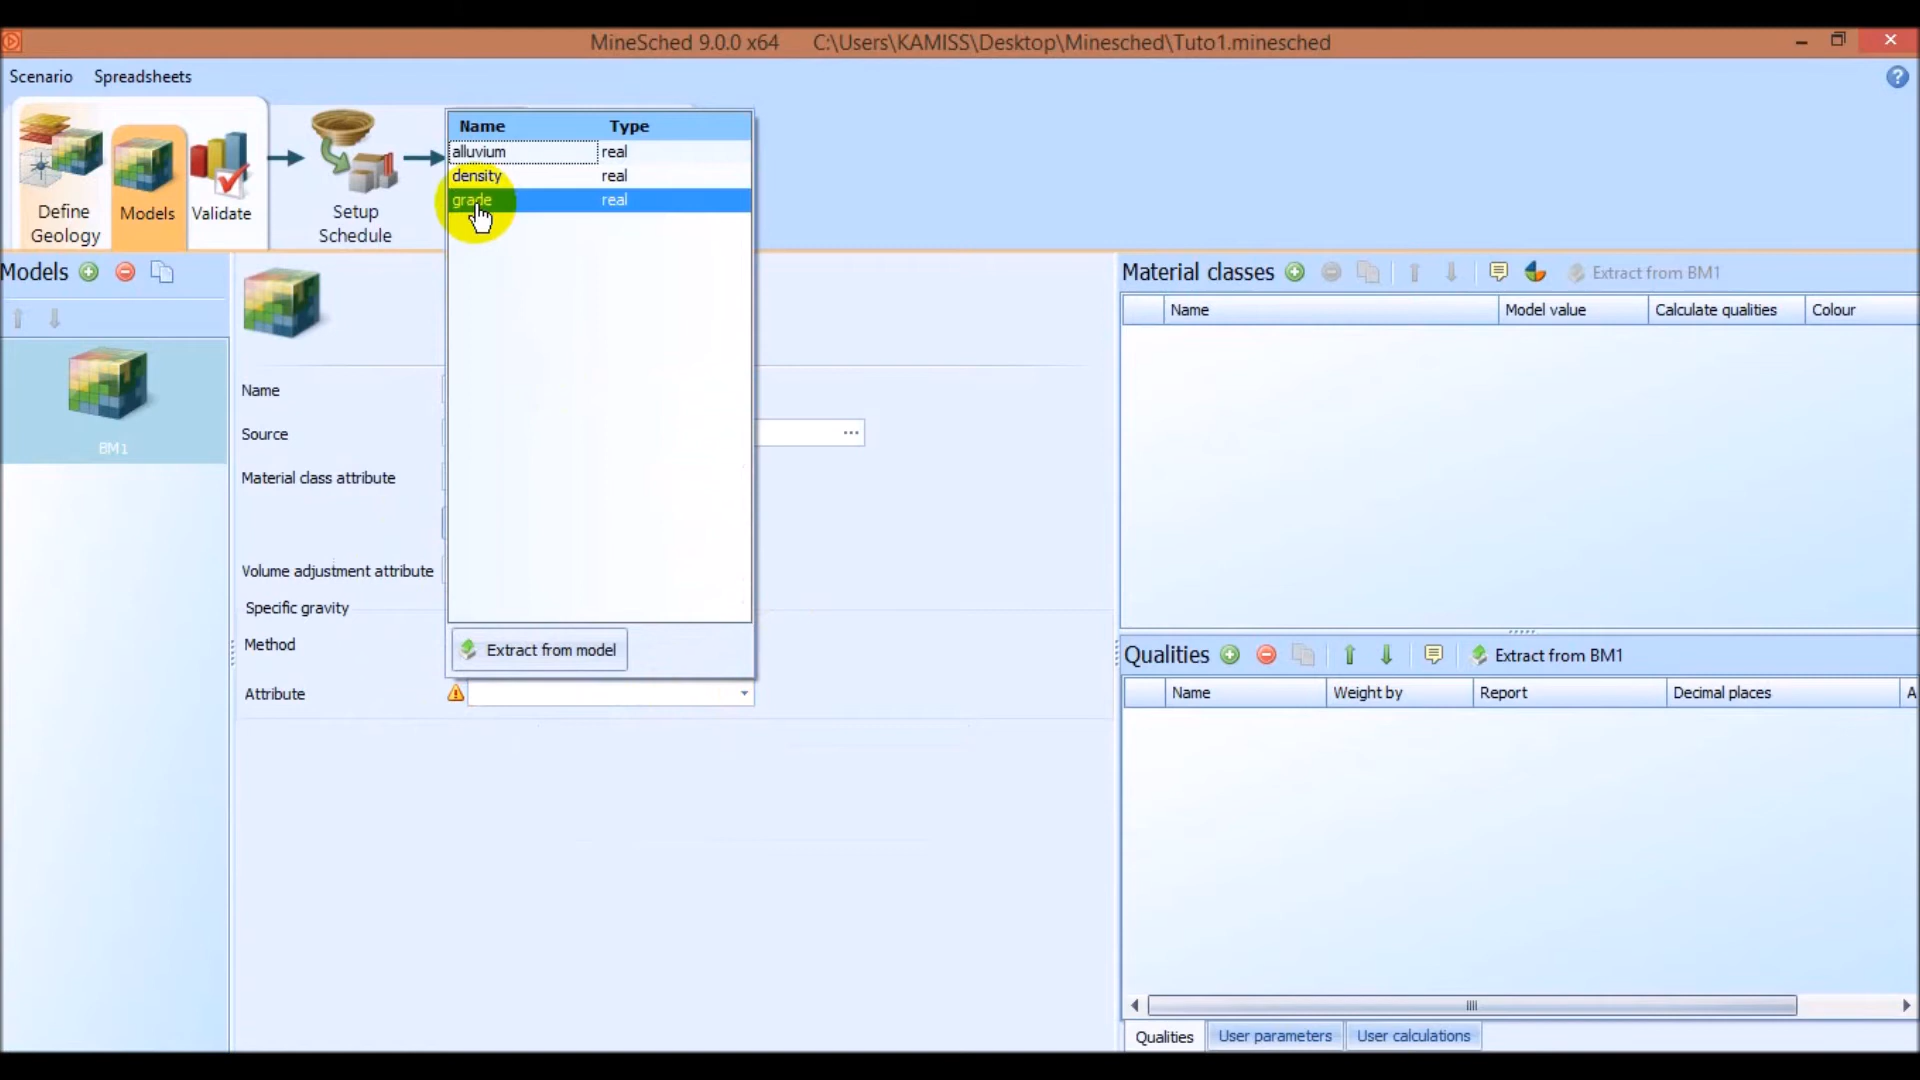 MineSched 9.0.0 x64 C:\Users\KAMISS\Desktop\Minesched\Tuto1.minesched
Scenario Spreadsheets
Define Geology
Models
Validate
Setup Schedule
Name Type
alluvium real
density real
grade real
Extract from model
Models
BM1
Name
Source
Material class attribute
Volume adjustment attribute
Specific gravity
Method
Attribute
Material classes Extract from BM1
Name Model value Calculate qualities Colour
Qualities Extract from BM1
Name Weight by Report Decimal places A
Qualities User parameters User calculations